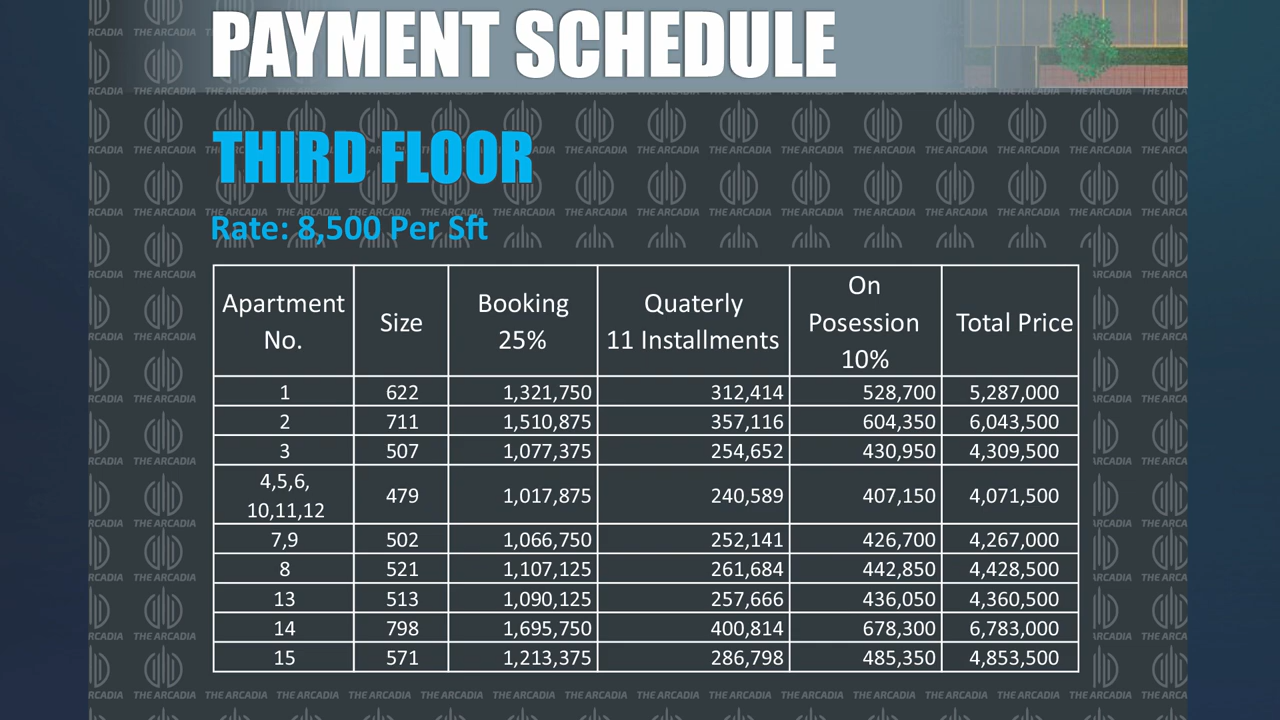 PAYMENT SCHEDULE
THIRD FLOOR
Rate: 8,500 Per Sft
Apartment No. Size Booking 25% Quaterly 11 Installments On Posession 10% Total Price
1 622 1,321,750 312,414 528,700 5,287,000
2 711 1,510,875 357,116 604,350 6,043,500
3 507 1,077,375 254,652 430,950 4,309,500
4,5,6, 10,11,12 479 1,017,875 240,589 407,150 4,071,500
7,9 502 1,066,750 252,141 426,700 4,267,000
8 521 1,107,125 261,684 442,850 4,428,500
13 513 1,090,125 257,666 436,050 4,360,500
14 798 1,695,750 400,814 678,300 6,783,000
15 571 1,213,375 286,798 485,350 4,853,500
THE ARCADIA